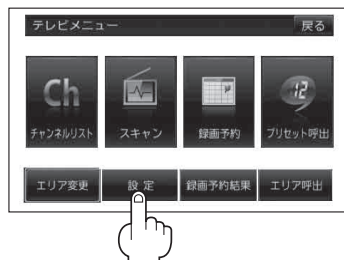 テレビメニュー 戻る
Ch
チャンネルリスト スキャン 録画予約 プリセット呼出
12
エリア変更 設定 録画予約結果 エリア呼出